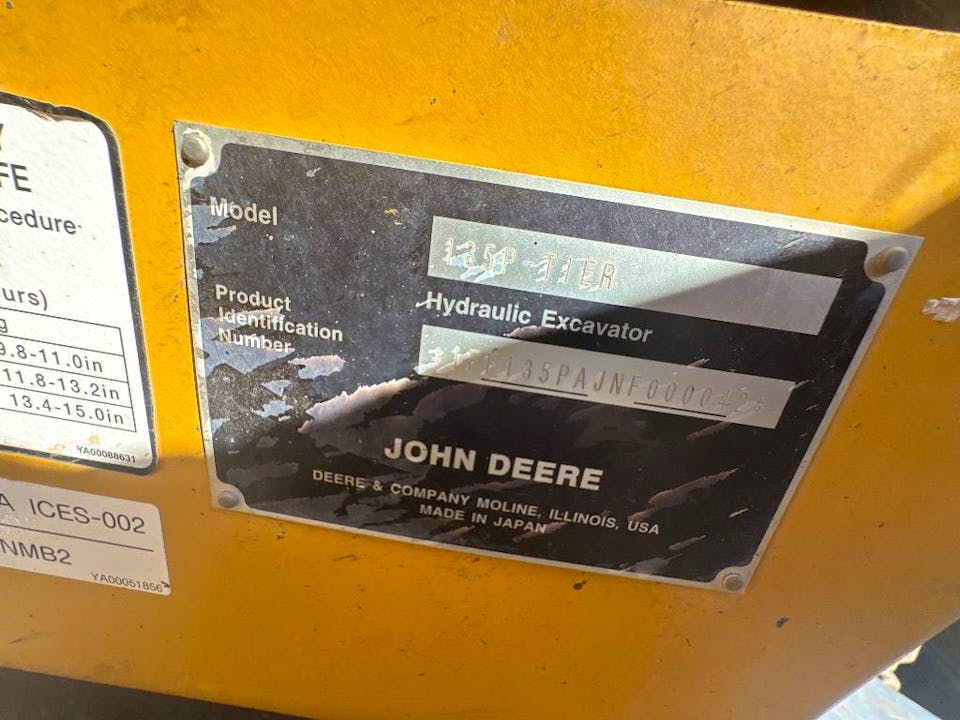 Y
FE
cedure
urs)
g
9.8-11.0in
11.8-13.2in
13.4-15.0in
YA00088631
A ICES-002
NMB2
YA00051856
Model
135P-TIER
Hydraulic Excavator
Product
Identification
Number
JOHN DEERE
DEERE & COMPANY MOLINE, ILLINOIS, USA
MADE IN JAPAN